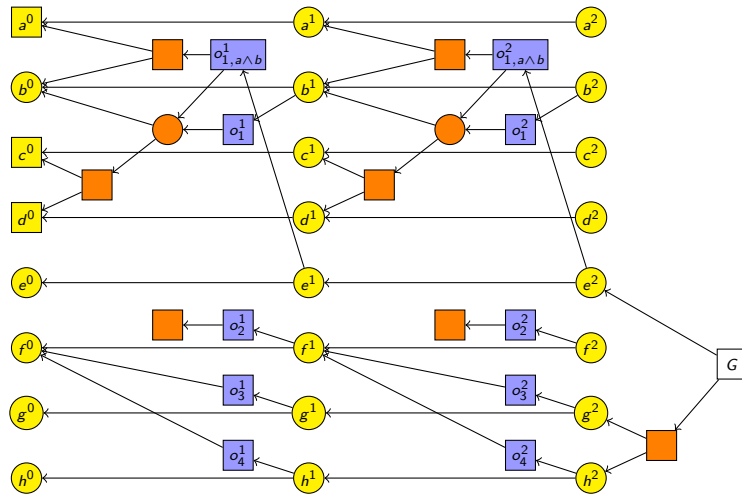 a⁰ a¹ a²
o¹₁,ₐ∧b o²₁,ₐ∧b
b⁰ b¹ b²
o¹₁ o²₁
c⁰ c¹ c²
d⁰ d¹ d²
e⁰ e¹ e²
o¹₂ o²₂
f⁰ f¹ f²
G
o¹₃ o²₃
g⁰ g¹ g²
o¹₄ o²₄
h⁰ h¹ h²